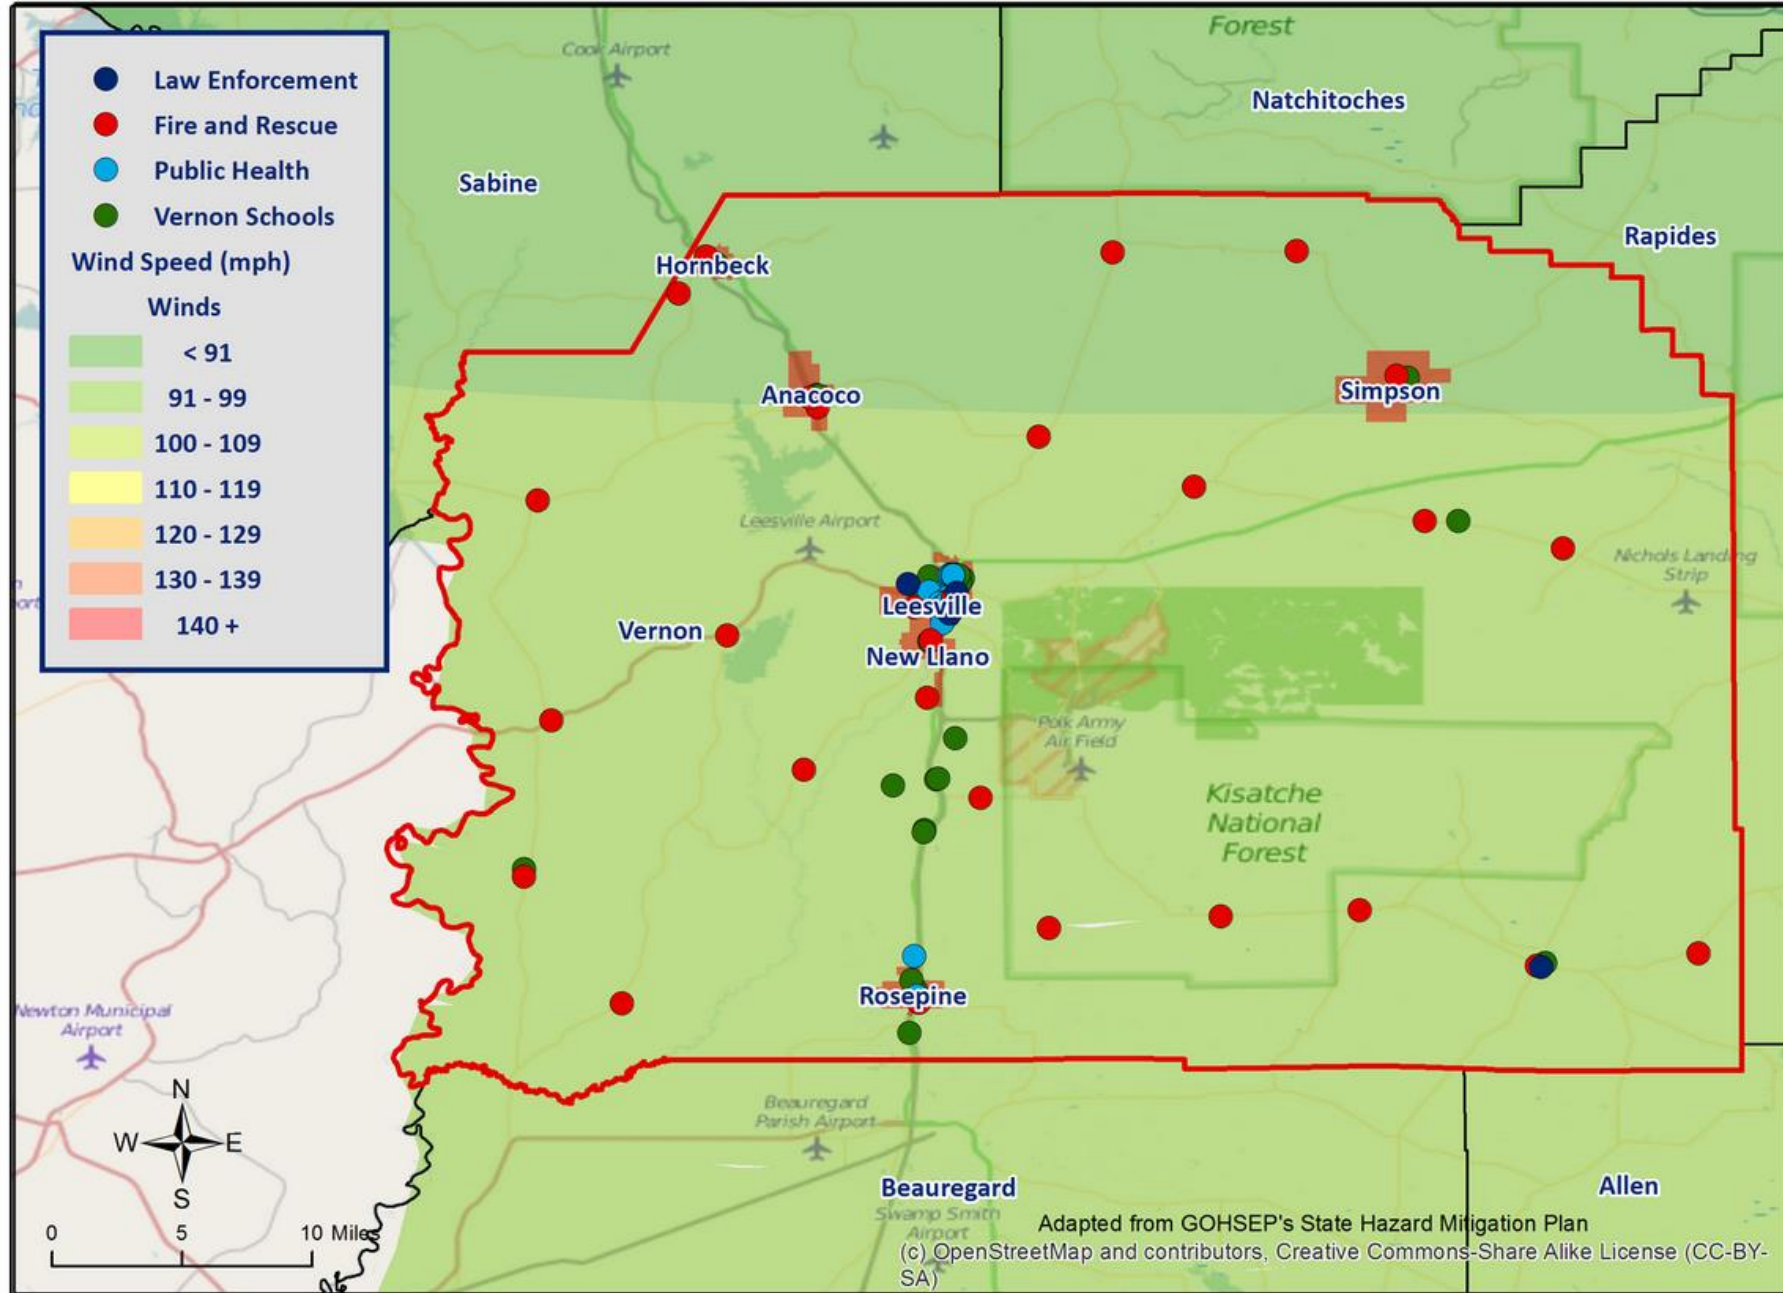 Law Enforcement
Fire and Rescue
Public Health
Vernon Schools
Wind Speed (mph)
Winds
< 91
91 - 99
100 - 109
110 - 119
120 - 129
130 - 139
140 +
Cook Airport
Forest
Natchitoches
Sabine
Rapides
Hornbeck
Anacoco
Simpson
Leesville Airport
Nichols Landing
Strip
Leesville
Vernon
New Llano
Polk Army
Air Field
Kisatche
National
Forest
Rosepine
Newton Municipal
Airport
N
W
E
S
0
5
10 Miles
Beauregard
Parish Airport
Beauregard
Swamp Smith
Airport
Allen
Adapted from GOHSEP's State Hazard Mitigation Plan
(c) OpenStreetMap and contributors, Creative Commons-Share Alike License (CC-BY-
SA)